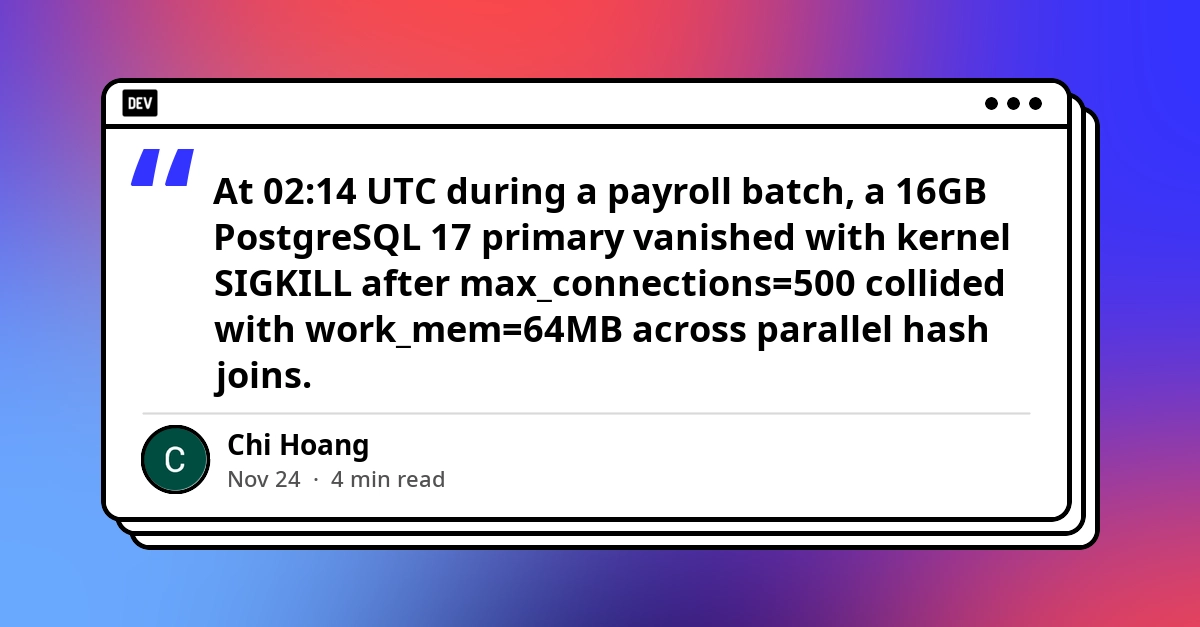 DEV
“
At 02:14 UTC during a payroll batch, a 16GB
PostgreSQL 17 primary vanished with kernel
SIGKILL after max_connections=500 collided
with work_mem=64MB across parallel hash
joins.
C
Chi Hoang
Nov 24 · 4 min read